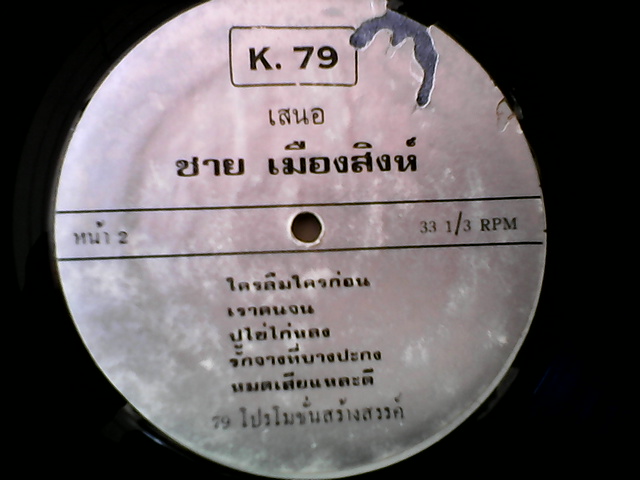 K. 79
เสนอ
ชาย เมืองสิงห์
หน้า 2
33 1/3 RPM
ใครลืมใครก่อน
เราคนจน
ปูไข่ไก่หลง
รักจางที่บางปะกง
หมดเสียแหละดี
79 โปรโมชั่นสร้างสรรค์